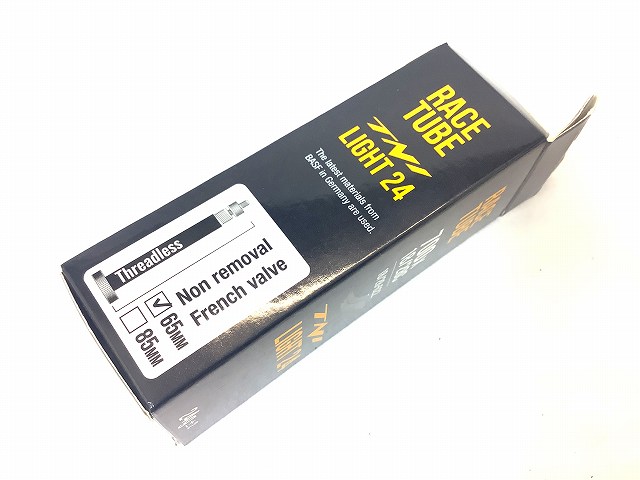 RACE
TUBE
TNI
LIGHT 24
The latest materials from
BASF in Germany are used.
Threadless
Non removal
French valve
65MM
85MM
TNI